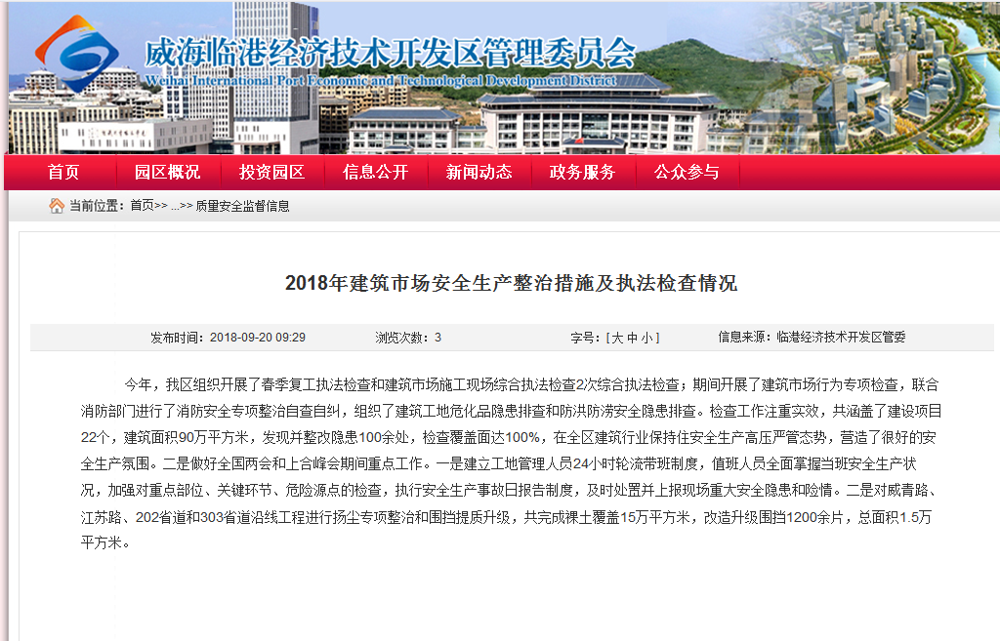 威海临港经济技术开发区管理委员会
Weihai International Port Economic and Technological Development District
首页 园区概况 投资园区 信息公开 新闻动态 政务服务 公众参与
当前位置：首页>> ...>> 质量安全监督信息
2018年建筑市场安全生产整治措施及执法检查情况
发布时间：2018-09-20 09:29 浏览次数：3 字号：[ 大 中 小 ] 信息来源：临港经济技术开发区管委
今年，我区组织开展了春季复工执法检查和建筑市场施工现场综合执法检查2次综合执法检查；期间开展了建筑市场行为专项检查，联合
消防部门进行了消防安全专项整治自查自纠，组织了建筑工地危化品隐患排查和防洪防涝安全隐患排查。检查工作注重实效，共涵盖了建设项目
22个，建筑面积90万平方米，发现并整改隐患100余处，检查覆盖面达100%，在全区建筑行业保持住安全生产高压严管态势，营造了很好的安
全生产氛围。二是做好全国两会和上合峰会期间重点工作。一是建立工地管理人员24小时轮流带班制度，值班人员全面掌握当班安全生产状
况，加强对重点部位、关键环节、危险源点的检查，执行安全生产事故日报告制度，及时处置并上报现场重大安全隐患和险情。二是对威青路、
江苏路、202省道和303省道沿线工程进行扬尘专项整治和围挡提质升级，共完成裸土覆盖15万平方米，改造升级围挡1200余片，总面积1.5万
平方米。